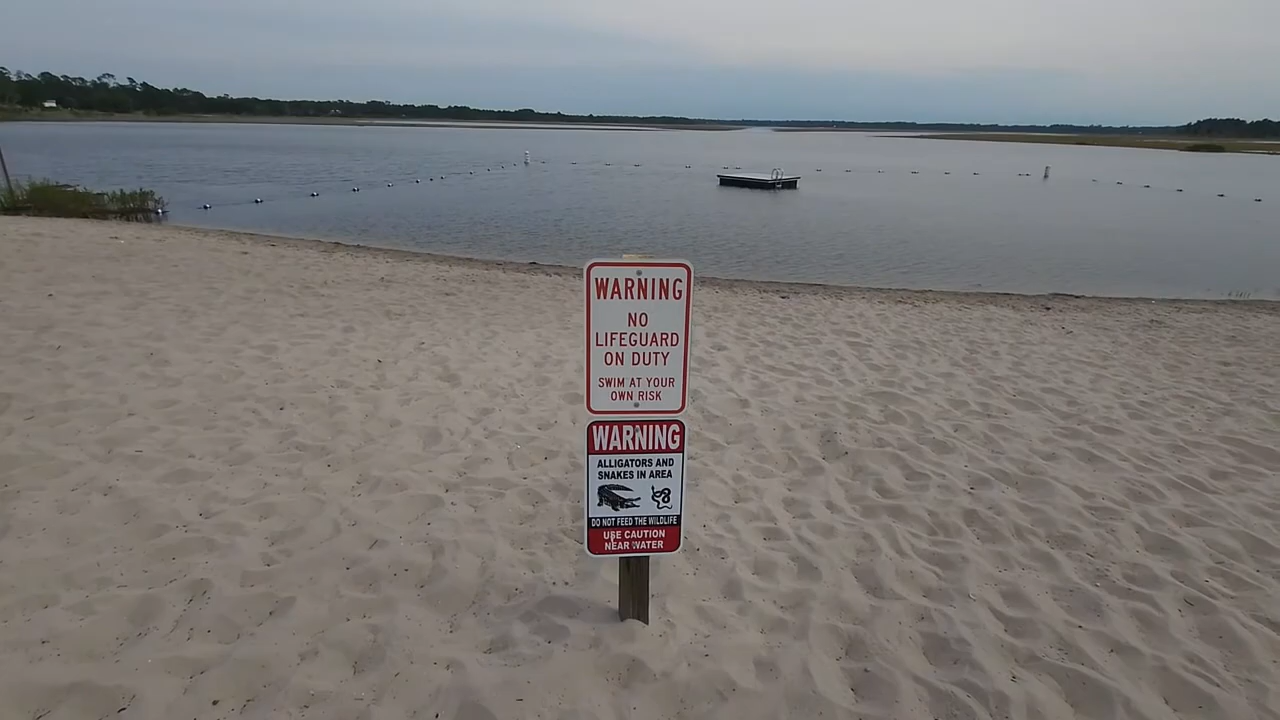 WARNING
NO
LIFEGUARD
ON DUTY
SWIM AT YOUR
OWN RISK
WARNING
ALLIGATORS AND
SNAKES IN AREA
DO NOT FEED THE WILDLIFE
USE CAUTION
NEAR WATER